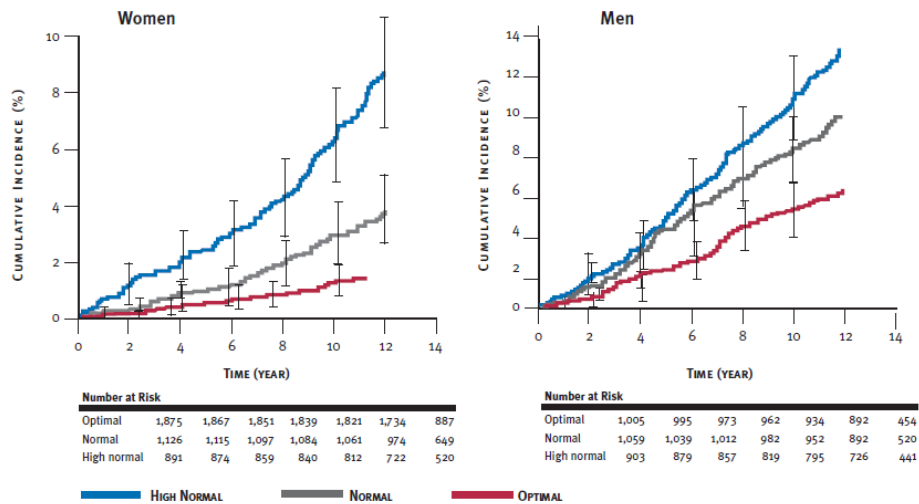 Women
CUMULATIVE INCIDENCE (%)
10
8
6
4
2
0
0 2 4 6 8 10 12 14
TIME (YEAR)
Number at Risk
Optimal 1,875 1,867 1,851 1,839 1,821 1,734 887
Normal 1,126 1,115 1,097 1,084 1,061 974 649
High normal 891 874 859 840 812 722 520
Men
CUMULATIVE INCIDENCE (%)
14
12
10
8
6
4
2
0
0 2 4 6 8 10 12 14
TIME (YEAR)
Number at Risk
Optimal 1,005 995 973 962 934 892 454
Normal 1,059 1,039 1,012 982 952 892 520
High normal 903 879 857 819 795 726 441
HIGH NORMAL NORMAL OPTIMAL